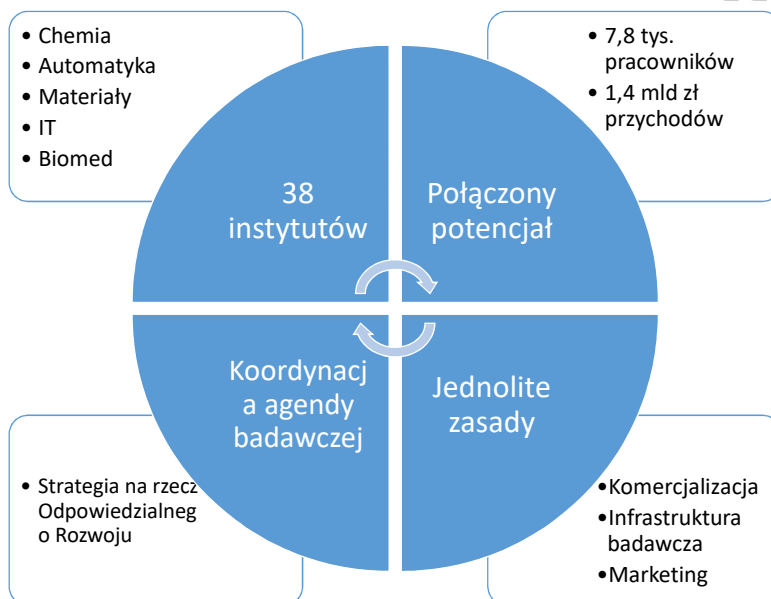 • Chemia
• Automatyka
• Materiały
• IT
• Biomed
• 7,8 tys.
pracowników
• 1,4 mld zł
przychodów
38
instytutów
Połączony
potencjał
Koordynacj
a agendy
badawczej
Jednolite
zasady
• Strategia na rzecz
Odpowiedzialneg
o Rozwoju
•Komercjalizacja
•Infrastruktura
badawcza
•Marketing